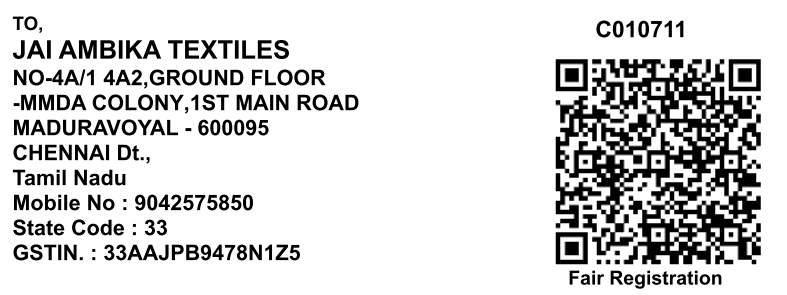 TO,
JAI AMBIKA TEXTILES
NO-4A/1 4A2,GROUND FLOOR
-MMDA COLONY,1ST MAIN ROAD
MADURAVOYAL - 600095
CHENNAI Dt.,
Tamil Nadu
Mobile No : 9042575850
State Code : 33
GSTIN. : 33AAJPB9478N1Z5
C010711
Fair Registration